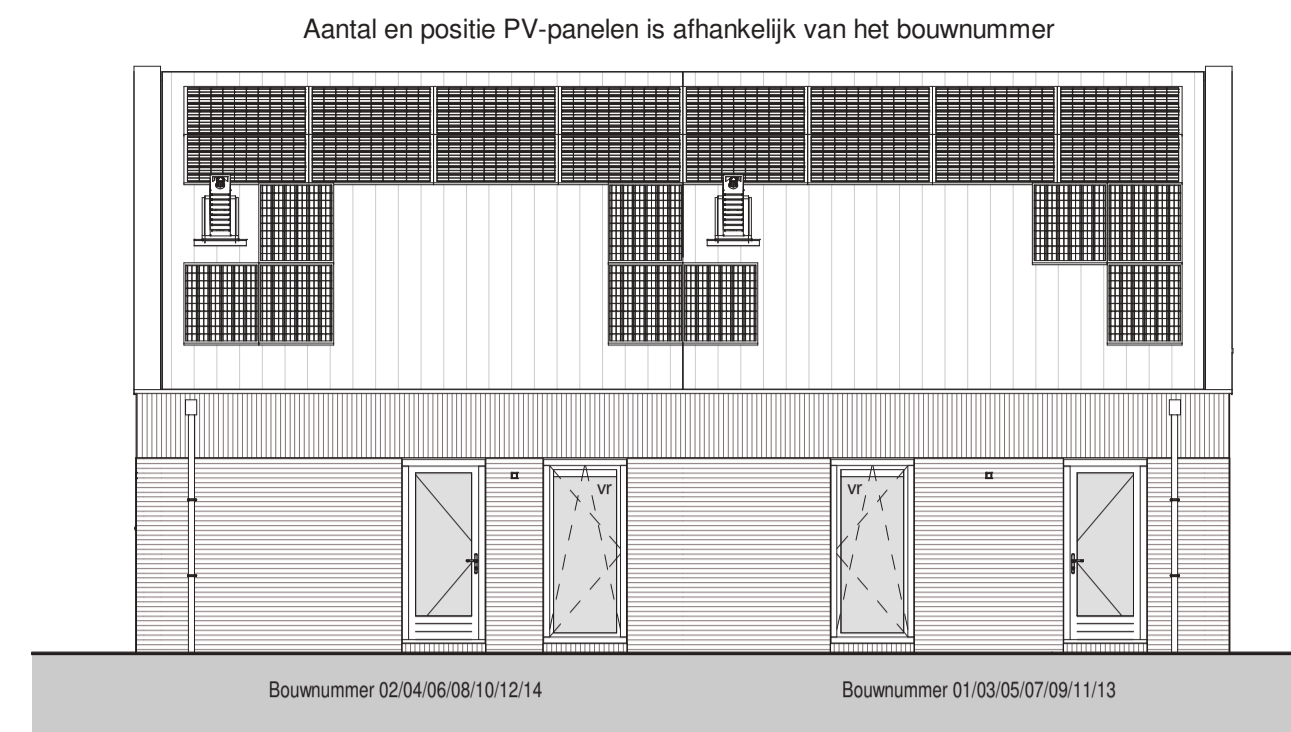 Aantal en positie PV-panelen is afhankelijk van het bouwnummer
vr vr
Bouwnummer 02/04/06/08/10/12/14 Bouwnummer 01/03/05/07/09/11/13